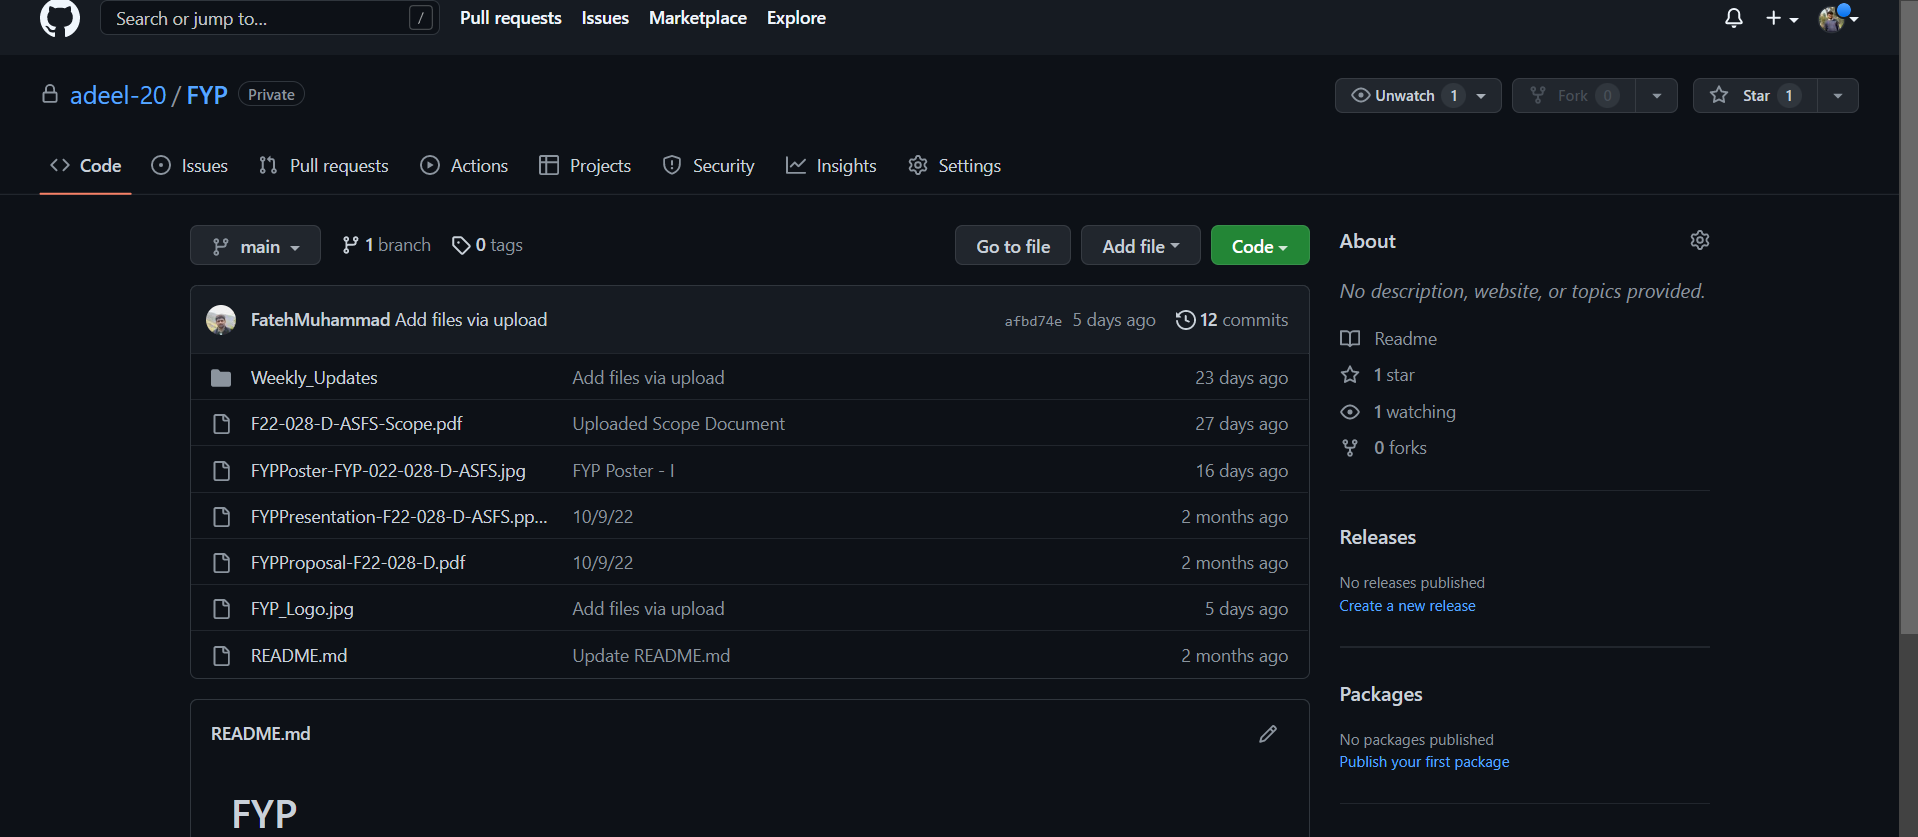 Search or jump to... /
Pull requests Issues Marketplace Explore
adeel-20 / FYP Private
Unwatch 1 Fork 0 Star 1
Code Issues Pull requests Actions Projects Security Insights Settings
main 1 branch 0 tags Go to file Add file Code
FatehMuhammad Add files via upload afbd74e 5 days ago 12 commits
Weekly_Updates Add files via upload 23 days ago
F22-028-D-ASFS-Scope.pdf Uploaded Scope Document 27 days ago
FYPPoster-FYP-022-028-D-ASFS.jpg FYP Poster - I 16 days ago
FYPPresentation-F22-028-D-ASFS.pp... 10/9/22 2 months ago
FYPProposal-F22-028-D.pdf 10/9/22 2 months ago
FYP_Logo.jpg Add files via upload 5 days ago
README.md Update README.md 2 months ago
README.md
FYP
About
No description, website, or topics provided.
Readme
1 star
1 watching
0 forks
Releases
No releases published
Create a new release
Packages
No packages published
Publish your first package